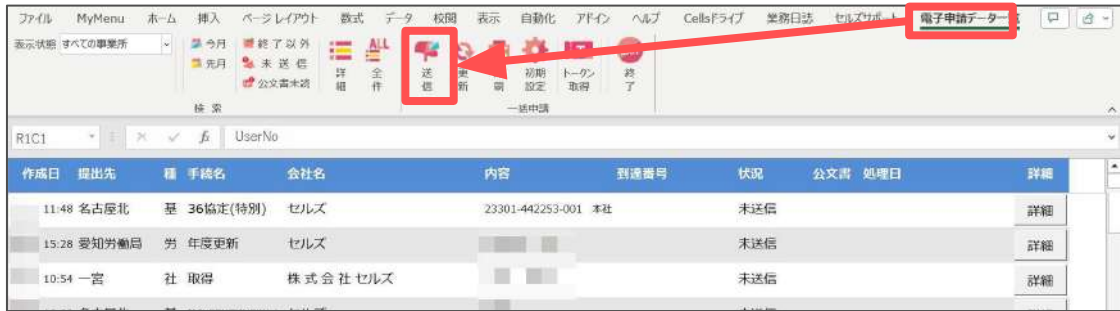 ファイル MyMenu ホーム 挿入 ページ レイアウト 数式 データ 校閲 表示 自動化 アドイン ヘルプ Cellsドライブ 業務日誌 セルズサポート 電子申請データ一覧
表示状態 すべての事業所
今月 終了以外
先月 未送信
公文書未読
詳細 ALL 全件 送信 更新 初期設定 トークン取得 終了
検索 一括申請
R1C1 fx UserNo
作成日 提出先 種 手続名 会社名 内容 到達番号 状況 公文書 処理日 詳細
11:48 名古屋北 基 36協定(特別) セルズ 23301-442253-001 本社 未送信 詳細
15:28 愛知労働局 労 年度更新 セルズ 未送信 詳細
10:54 一宮 社 取得 株式会社セルズ 未送信 詳細